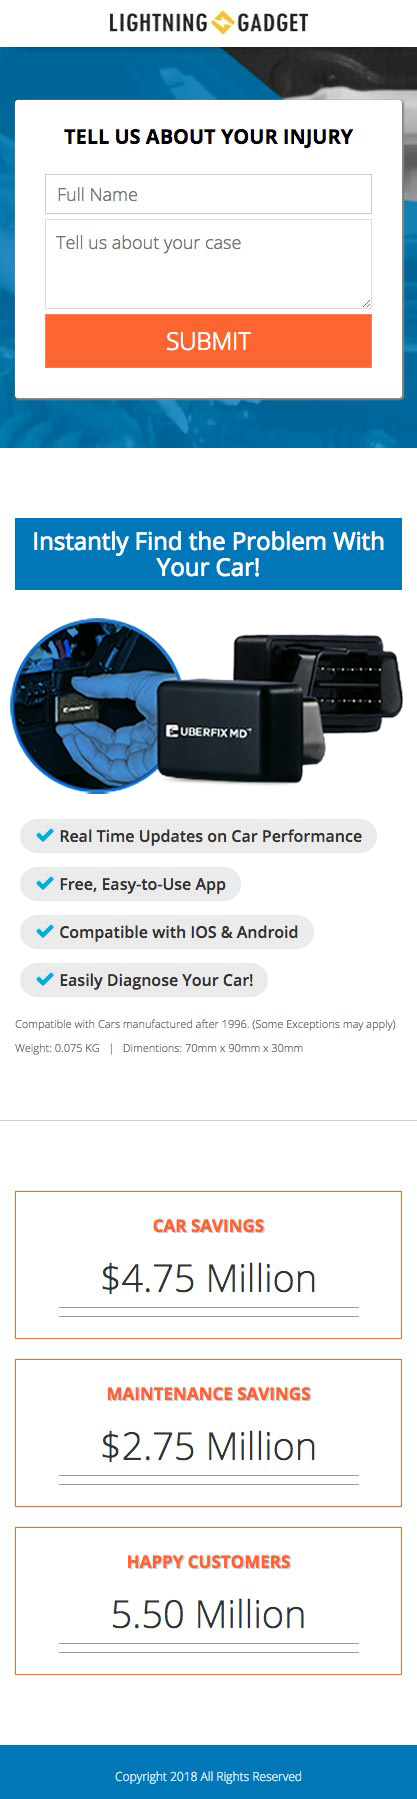 LIGHTNING GADGET
TELL US ABOUT YOUR INJURY
Full Name
Tell us about your case
SUBMIT
Instantly Find the Problem With
Your Car!
UBERFIX MD+
Real Time Updates on Car Performance
Free, Easy-to-Use App
Compatible with IOS & Android
Easily Diagnose Your Car!
Compatible with Cars manufactured after 1996. (Some Exceptions may apply)
Weight: 0.075 KG | Dimentions: 70mm x 90mm x 30mm
CAR SAVINGS
$4.75 Million
MAINTENANCE SAVINGS
$2.75 Million
HAPPY CUSTOMERS
5.50 Million
Copyright 2018 All Rights Reserved